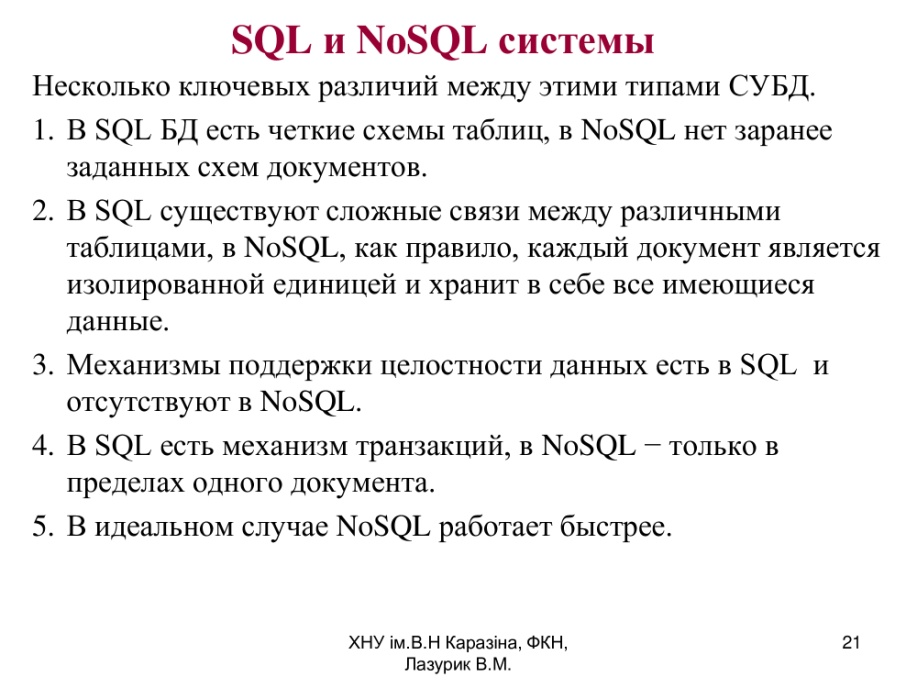 SQL и NoSQL системы
Несколько ключевых различий между этими типами СУБД.
1. В SQL БД есть четкие схемы таблиц, в NoSQL нет заранее
заданных схем документов.
2. В SQL существуют сложные связи между различными
таблицами, в NoSQL, как правило, каждый документ является
изолированной единицей и хранит в себе все имеющиеся
данные.
3. Механизмы поддержки целостности данных есть в SQL  и
отсутствуют в NoSQL.
4. В SQL есть механизм транзакций, в NoSQL − только в
пределах одного документа.
5. В идеальном случае NoSQL работает быстрее.
ХНУ ім.В.Н Каразіна, ФКН,
Лазурик В.М.
21